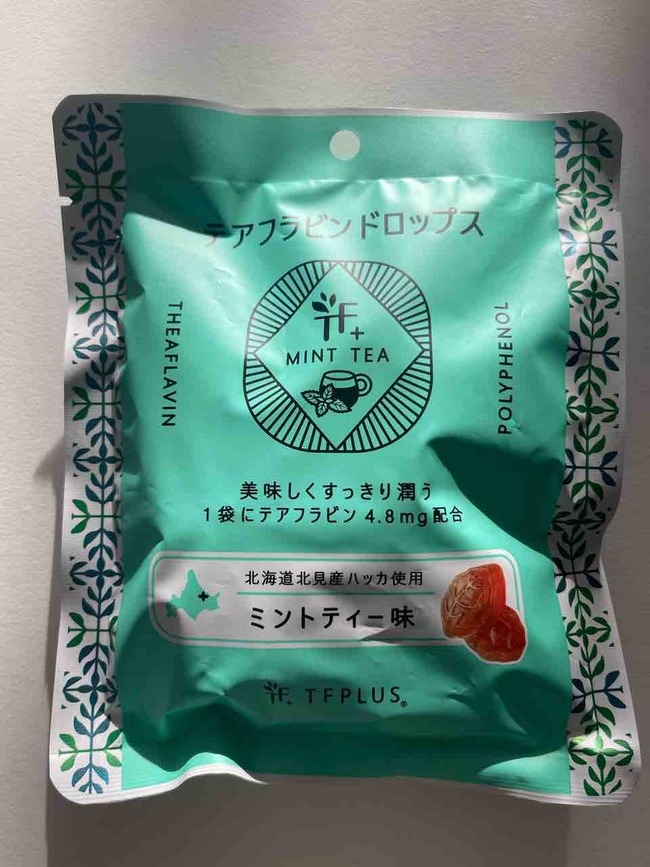 テアフラビンドロップス
THEAFLAVIN
TF+
MINT TEA
POLYPHENOL
美味しくすっきり潤う
1袋にテアフラビン4.8mg配合
北海道北見産ハッカ使用
ミントティー味
TF+ TFPLUS®